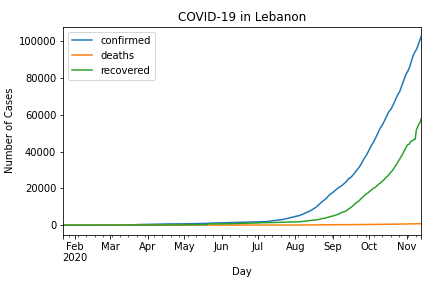 COVID-19 in Lebanon
confirmed
deaths
recovered
Number of Cases
100000
80000
60000
40000
20000
0
Feb Mar Apr May Jun Jul Aug Sep Oct Nov
2020
Day